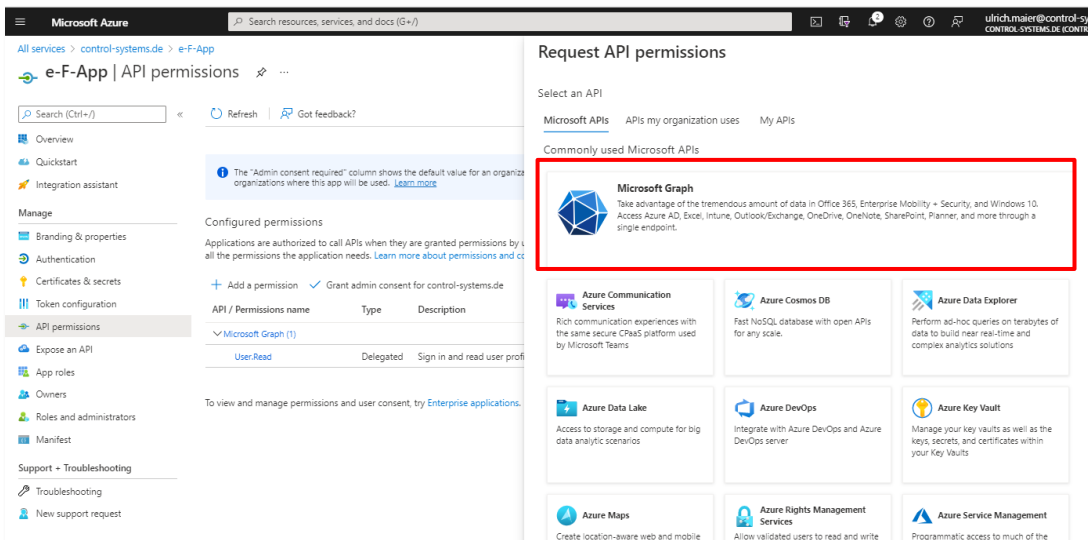 Microsoft Azure
Search resources, services, and docs (G+/)
2
ulrich.maier@control-sy
CONTROL-SYSTEMS.DE (CONTR
All services > control-systems.de > e-F-App
e-F-App | API permissions
Search (Ctrl+/)
«
Overview
Quickstart
Integration assistant
Manage
Branding & properties
Authentication
Certificates & secrets
Token configuration
API permissions
Expose an API
App roles
Owners
Roles and administrators
Manifest
Support + Troubleshooting
Troubleshooting
New support request
Refresh
Got feedback?
The "Admin consent required" column shows the default value for an organiza
organizations where this app will be used. Learn more
Configured permissions
Applications are authorized to call APIs when they are granted permissions by u
all the permissions the application needs. Learn more about permissions and co
Add a permission
Grant admin consent for control-systems.de
API / Permissions name Type Description
Microsoft Graph (1)
User.Read Delegated Sign in and read user profi
To view and manage permissions and user consent, try Enterprise applications.
Request API permissions
Select an API
Microsoft APIs APIs my organization uses My APIs
Commonly used Microsoft APIs
Microsoft Graph
Take advantage of the tremendous amount of data in Office 365, Enterprise Mobility + Security, and Windows 10.
Access Azure AD, Excel, Intune, Outlook/Exchange, OneDrive, OneNote, SharePoint, Planner, and more through a
single endpoint.
Azure Communication
Services
Rich communication experiences with
the same secure CPaaS platform used
by Microsoft Teams
Azure Cosmos DB
Fast NoSQL database with open APIs
for any scale.
Azure Data Explorer
Perform ad-hoc queries on terabytes of
data to build near real-time and
complex analytics solutions
Azure Data Lake
Access to storage and compute for big
data analytic scenarios
Azure DevOps
Integrate with Azure DevOps and Azure
DevOps server
Azure Key Vault
Manage your key vaults as well as the
keys, secrets, and certificates within
your Key Vaults
Azure Maps
Create location-aware web and mobile
Azure Rights Management
Services
Allow validated users to read and write
Azure Service Management
Programmatic access to much of the